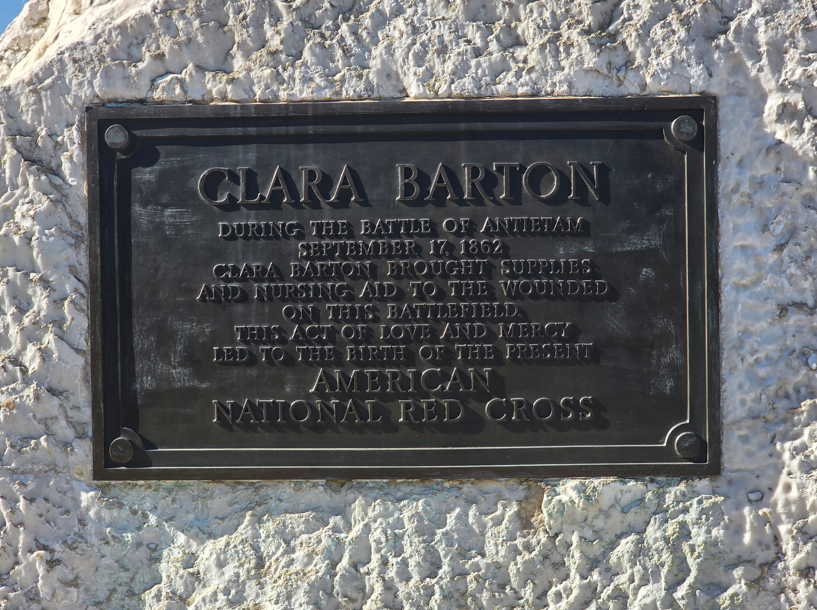 CLARA BARTON
DURING THE BATTLE OF ANTIETAM
SEPTEMBER 17, 1862
CLARA BARTON BROUGHT SUPPLIES
AND NURSING AID TO THE WOUNDED
ON THIS BATTLEFIELD.
THIS ACT OF LOVE AND MERCY
LED TO THE BIRTH OF THE PRESENT
AMERICAN
NATIONAL RED CROSS